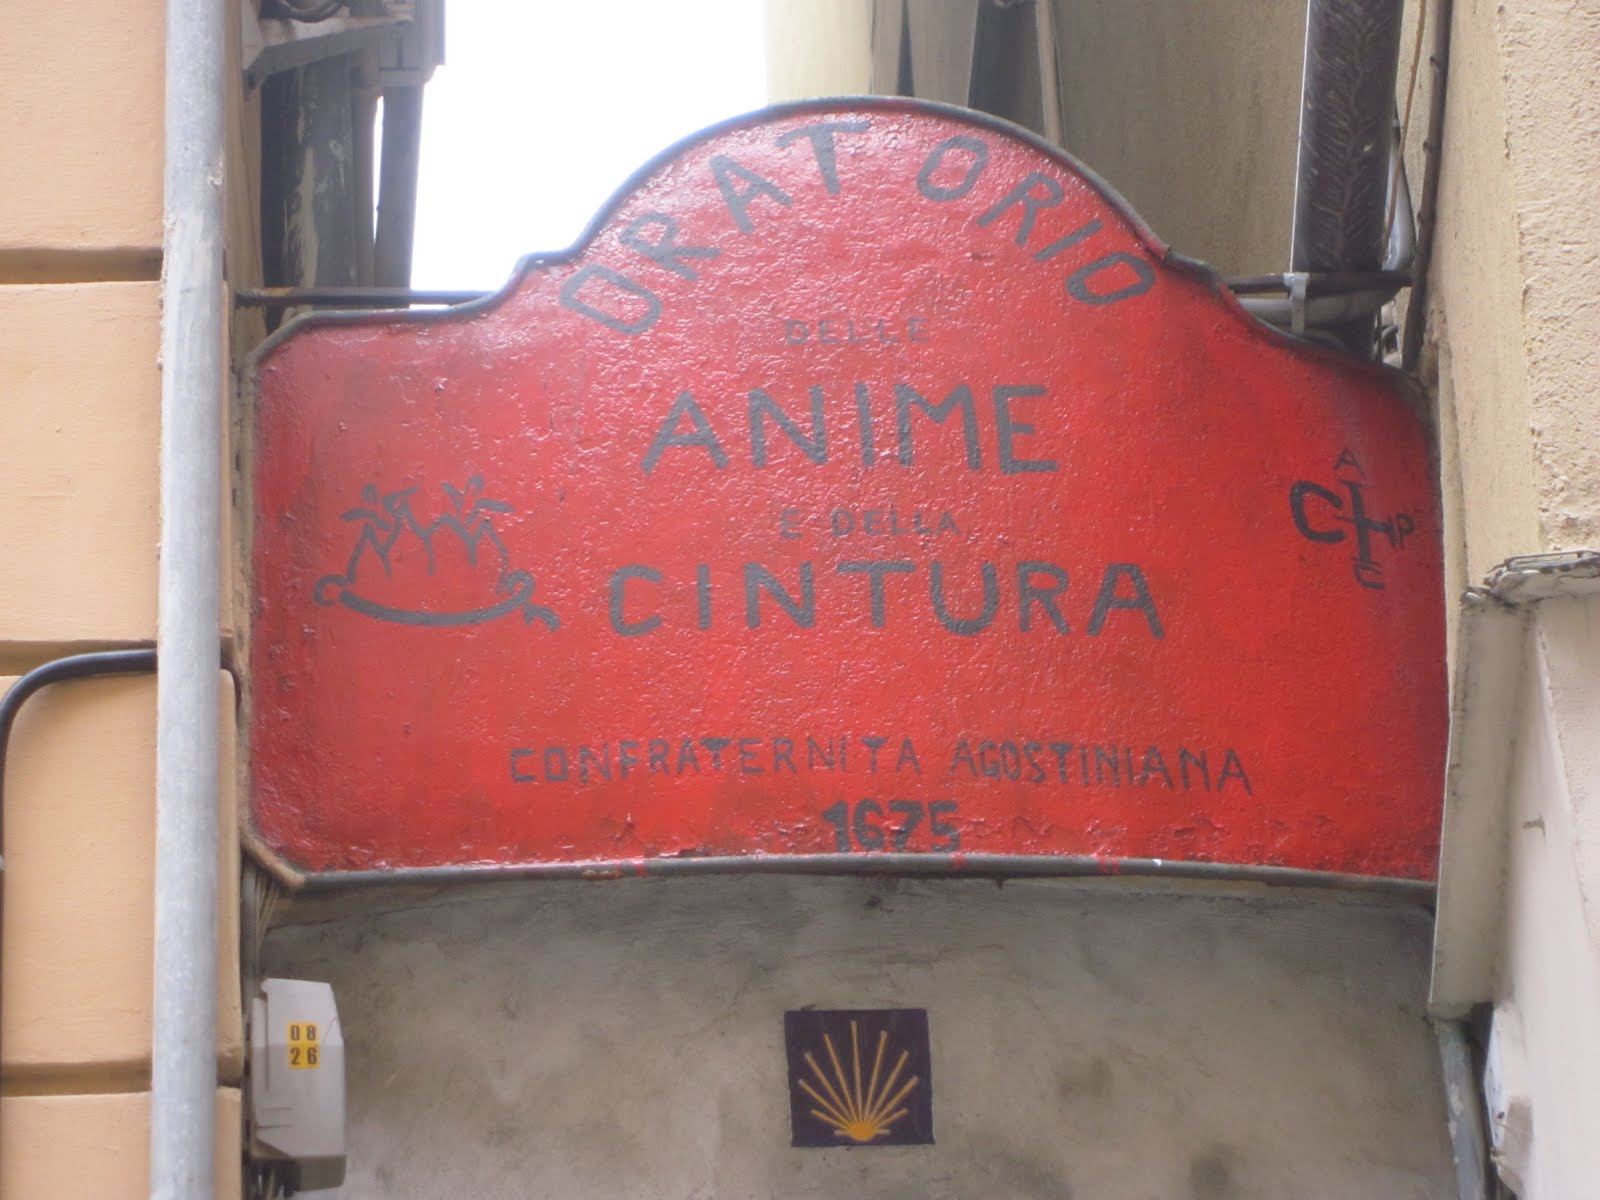 ORATORIO
DELLE
ANIME
E DELLA
CINTURA
CONFRATERNITA AGOSTINIANA
1675
A
C H P
E
08
26